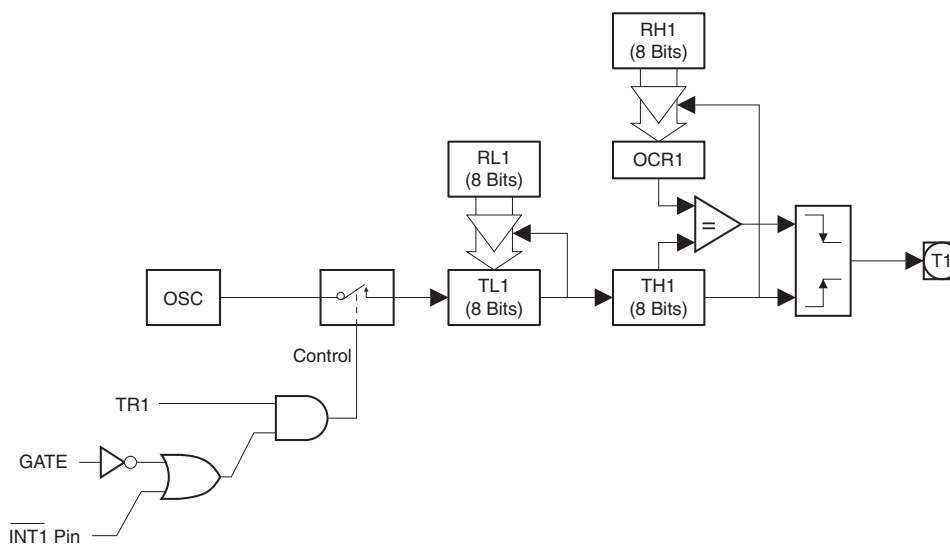 RH1
(8 Bits)
RL1
(8 Bits)
OCR1
=
OSC
TL1
(8 Bits)
TH1
(8 Bits)
T1
Control
TR1
GATE
INT1 Pin